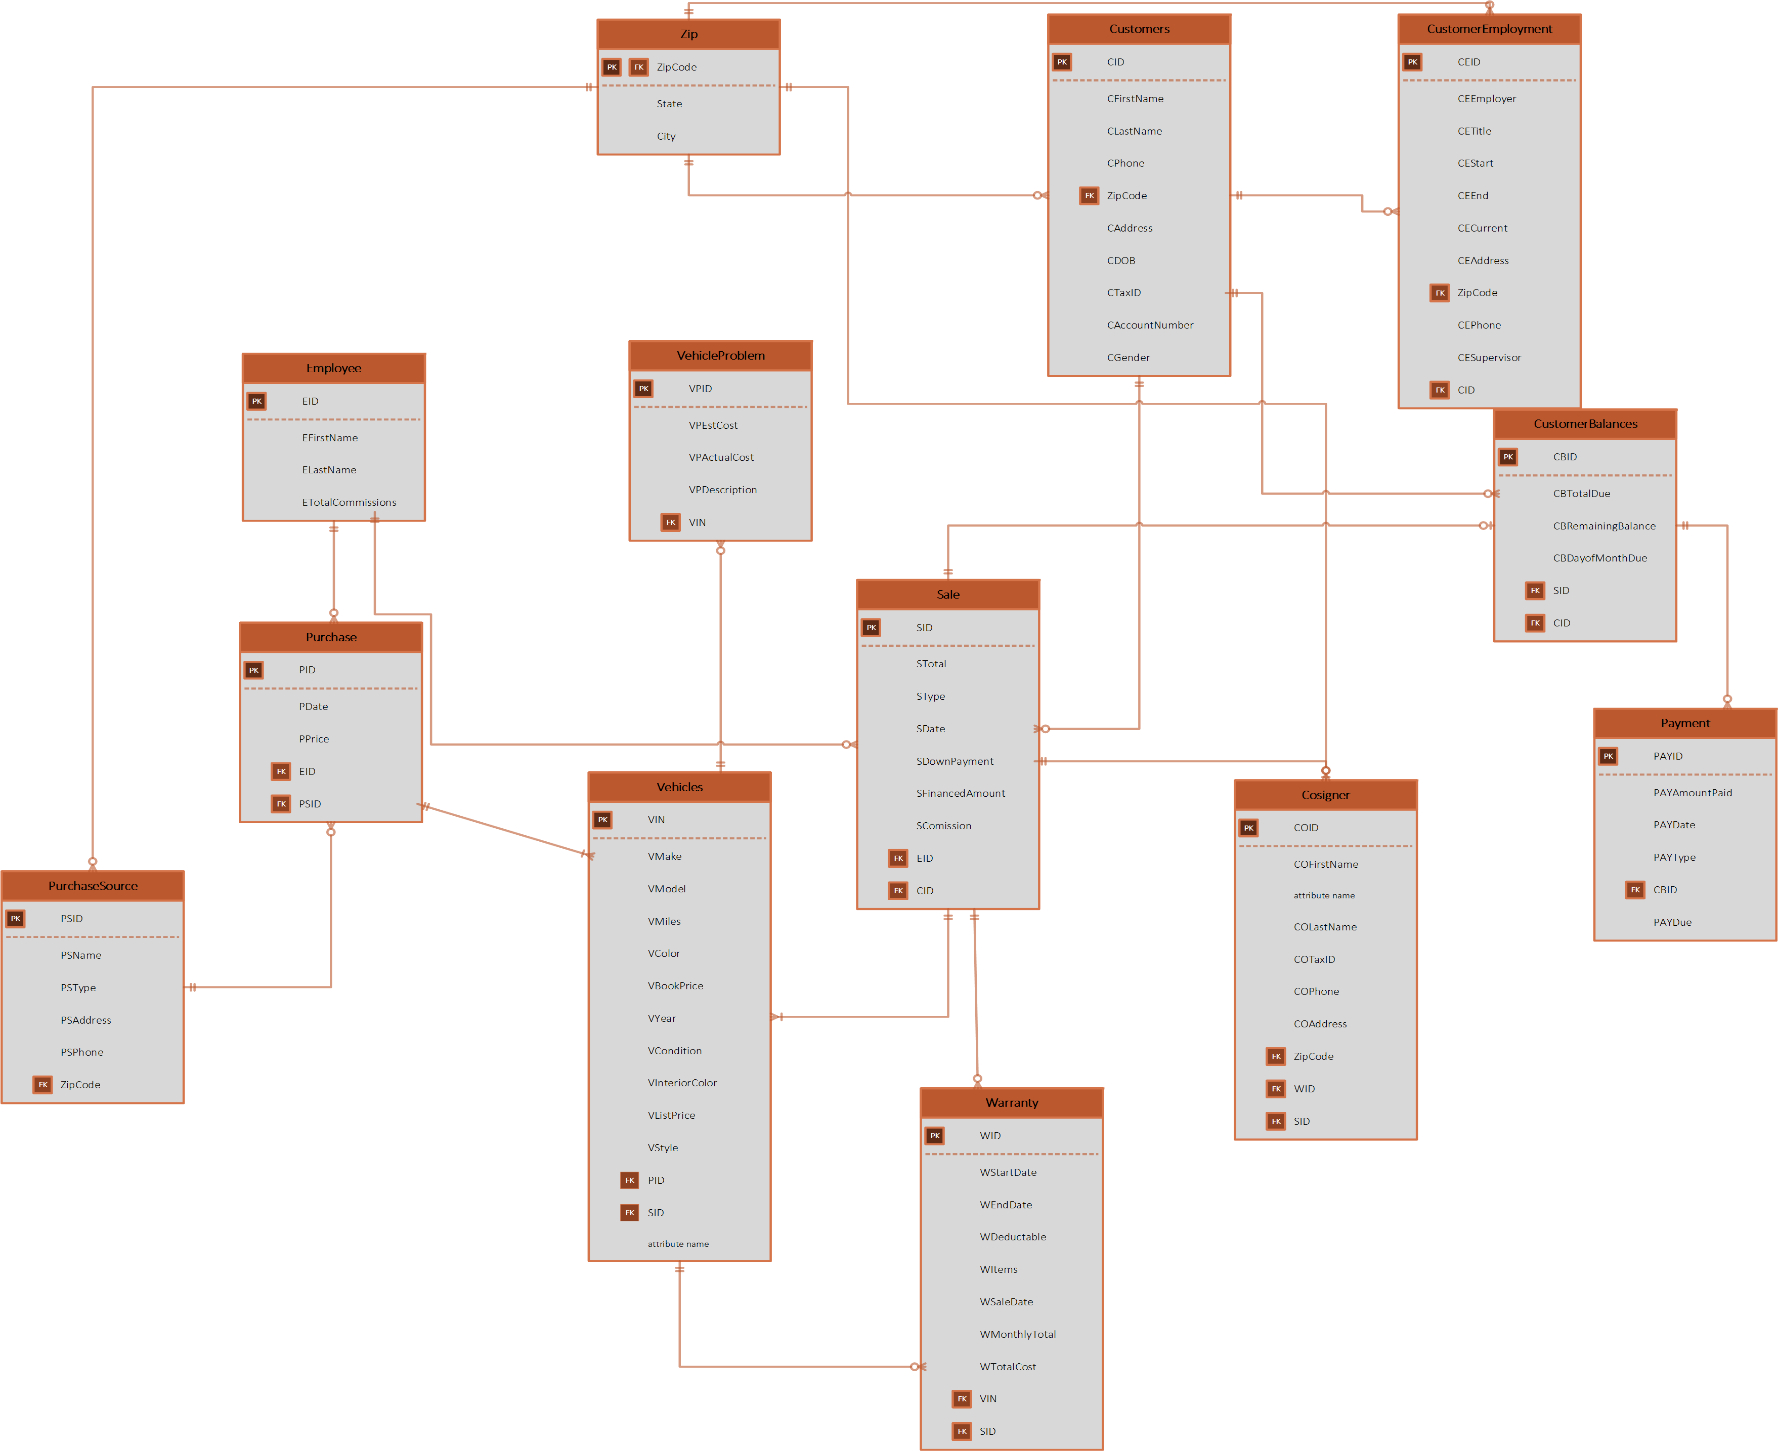 Zip
PK FK ZipCode
State
City
Customers
PK CID
CFirstName
CLastName
CPhone
FK ZipCode
CAddress
CDOB
CTaxID
CAccountNumber
CGender
CustomerEmployment
PK CEID
CEEmployer
CETitle
CEStart
CEEnd
CECurrent
CEAddress
FK ZipCode
CEPhone
CESupervisor
FK CID
Employee
PK EID
EFirstName
ELastName
ETotalCommissions
VehicleProblem
PK VPID
VPEstCost
VPActualCost
VPDescription
FK VIN
CustomerBalances
PK CBID
CBTotalDue
CBRemainingBalance
CBDayofMonthDue
FK SID
FK CID
Sale
PK SID
STotal
SType
SDate
SDownPayment
SFinancedAmount
SComission
FK EID
FK CID
Purchase
PK PID
PDate
PPrice
FK EID
FK PSID
Payment
PK PAYID
PAYAmountPaid
PAYDate
PAYType
FK CBID
PAYDue
Vehicles
PK VIN
VMake
VModel
VMiles
VColor
VBookPrice
VYear
VCondition
VInteriorColor
VListPrice
VStyle
FK PID
FK SID
attribute name
Cosigner
PK COID
COFirstName
attribute name
COLastName
COTaxID
COPhone
COAddress
FK ZipCode
FK WID
FK SID
PurchaseSource
PK PSID
PSName
PSType
PSAddress
PSPhone
FK ZipCode
Warranty
PK WID
WStartDate
WEndDate
WDeductable
WItems
WSaleDate
WMonthlyTotal
WTotalCost
FK VIN
FK SID